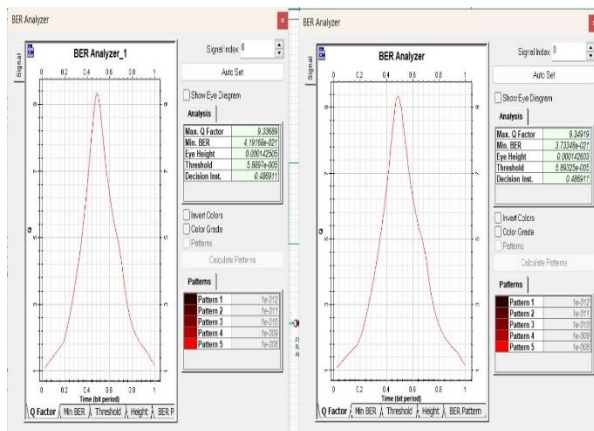 BER Analyzer
BER Analyzer_1
Signal
Signal Index: 0
Auto Set
Show Eye Diagram
Analysis
Max. Q Factor 9.33689
Min. BER 4.19168e-021
Eye Height 0.000142505
Threshold 5.8897e-005
Decision Inst. 0.486911
Invert Colors
Color Grade
Patterns
Calculate Patterns
Patterns
Pattern 1 1e-012
Pattern 2 1e-011
Pattern 3 1e-010
Pattern 4 1e-009
Pattern 5 1e-008
0 0.2 0.4 0.6 0.8 1
Time (bit period)
Q Factor Min BER Threshold Height BER P
BER Analyzer
BER Analyzer
Signal
Signal Index: 0
Auto Set
Show Eye Diagram
Analysis
Max. Q Factor 9.34919
Min. BER 3.73346e-021
Eye Height 0.000142603
Threshold 5.89325e-005
Decision Inst. 0.486911
Invert Colors
Color Grade
Patterns
Calculate Patterns
Patterns
Pattern 1 1e-012
Pattern 2 1e-011
Pattern 3 1e-010
Pattern 4 1e-009
Pattern 5 1e-008
0 0.2 0.4 0.6 0.8 1
Time (bit period)
Q Factor Min BER Threshold Height BER Pattern